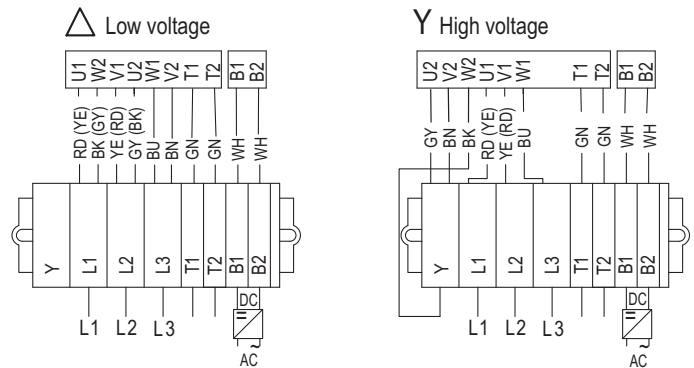 △ Low voltage
U1 W2 V1 U2 W1 V2 T1 T2 B1 B2
RD (YE) BK (GY) YE (RD) GY (BK) BU BN GN GN WH WH
Y L1 L2 L3 T1 T2 B1 B2
DC
L1 L2 L3
=
~
AC
Y High voltage
U2 V2 W2 U1 V1 W1 T1 T2 B1 B2
GY BN BK RD (YE) YE (RD) BU GN GN WH WH
Y L1 L2 L3 T1 T2 B1 B2
DC
L1 L2 L3
=
~
AC